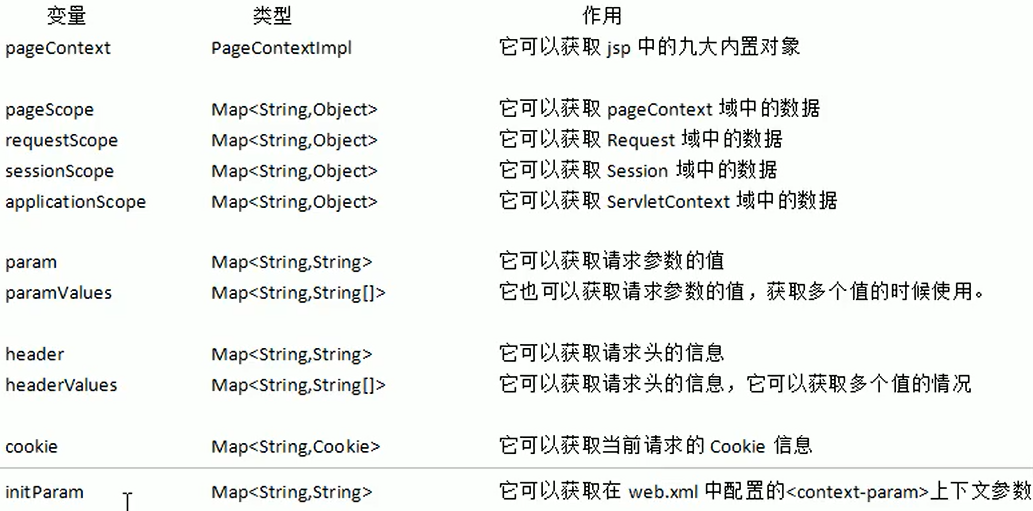 变量 类型 作用
pageContext PageContextImpl 它可以获取 jsp 中的九大内置对象
pageScope Map<String,Object> 它可以获取 pageContext 域中的数据
requestScope Map<String,Object> 它可以获取 Request 域中的数据
sessionScope Map<String,Object> 它可以获取 Session 域中的数据
applicationScope Map<String,Object> 它可以获取 ServletContext 域中的数据
param Map<String,String> 它可以获取请求参数的值
paramValues Map<String,String[]> 它也可以获取请求参数的值，获取多个值的时候使用。
header Map<String,String> 它可以获取请求头的信息
headerValues Map<String,String[]> 它可以获取请求头的信息，它可以获取多个值的情况
cookie Map<String,Cookie> 它可以获取当前请求的 Cookie 信息
initParam Map<String,String> 它可以获取在 web.xml 中配置的<context-param>上下文参数